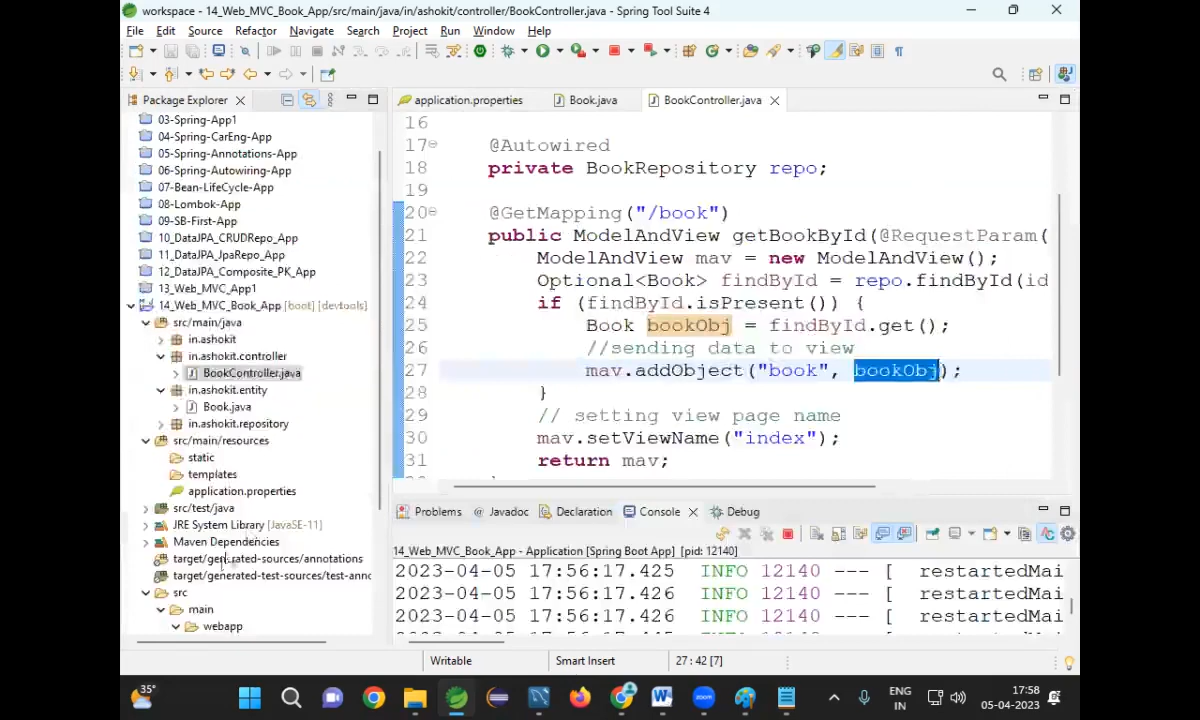 workspace - 14_Web_MVC_Book_App/src/main/java/in/ashokit/controller/BookController.java - Spring Tool Suite 4
File Edit Source Refactor Navigate Search Project Run Window Help
Package Explorer
03-Spring-App1
04-Spring-CarEng-App
05-Spring-Annotations-App
06-Spring-Autowiring-App
07-Bean-LifeCycle-App
08-Lombok-App
09-SB-First-App
10_DataJPA_CRUDRepo_App
11_DataJPA_JpaRepo_App
12_DataJPA_Composite_PK_App
13_Web_MVC_App1
14_Web_MVC_Book_App [boot] [devtools]
src/main/java
in.ashokit
in.ashokit.controller
BookController.java
in.ashokit.entity
Book.java
in.ashokit.repository
src/main/resources
static
templates
application.properties
src/test/java
JRE System Library [JavaSE-11]
Maven Dependencies
target/generated-sources/annotations
target/generated-test-sources/test-anno
src
main
webapp
application.properties Book.java BookController.java
16
17 @Autowired
18 private BookRepository repo;
19
20 @GetMapping("/book")
21 public ModelAndView getBookById(@RequestParam(
22 ModelAndView mav = new ModelAndView();
23 Optional<Book> findById = repo.findById(id
24 if (findById.isPresent()) {
25 Book bookObj = findById.get();
26 //sending data to view
27 mav.addObject("book", bookObj);
28 }
29 // setting view page name
30 mav.setViewName("index");
31 return mav;
Problems @ Javadoc Declaration Console Debug
14_Web_MVC_Book_App - Application [Spring Boot App] [pid: 12140]
2023-04-05 17:56:17.425 INFO 12140 --- [ restartedMai
2023-04-05 17:56:17.426 INFO 12140 --- [ restartedMai
2023-04-05 17:56:17.426 INFO 12140 --- [ restartedMai
Writable Smart Insert 27 : 42 [7]
35°
zoom
ENG
IN
17:58
05-04-2023